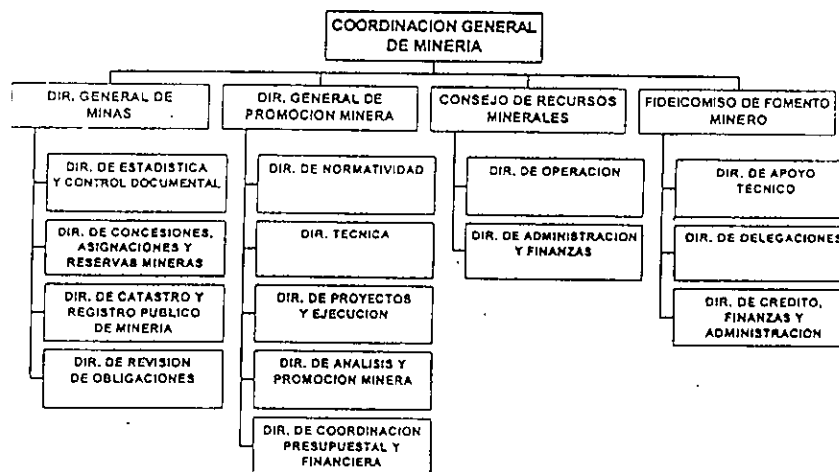 COORDINACION GENERAL
DE MINERIA
DIR. GENERAL DE
MINAS
DIR. GENERAL DE
PROMOCION MINERA
CONSEJO DE RECURSOS
MINERALES
FIDEICOMISO DE FOMENTO
MINERO
DIR. DE ESTADISTICA
Y CONTROL DOCUMENTAL
DIR. DE CONCESIONES,
ASIGNACIONES Y
RESERVAS MINERAS
DIR. DE CATASTRO Y
REGISTRO PUBLICO
DE MINERIA
DIR. DE REVISION
DE OBLIGACIONES
DIR. DE NORMATIVIDAD
DIR. TECNICA
DIR. DE PROYECTOS
Y EJECUCION
DIR. DE ANALISIS Y
PROMOCION MINERA
DIR. DE COORDINACION
PRESUPUESTAL Y
FINANCIERA
DIR. DE OPERACION
DIR. DE ADMINISTRACION
Y FINANZAS
DIR. DE APOYO
TECNICO
DIR. DE DELEGACIONES
DIR. DE CREDITO,
FINANZAS Y
ADMINISTRACION